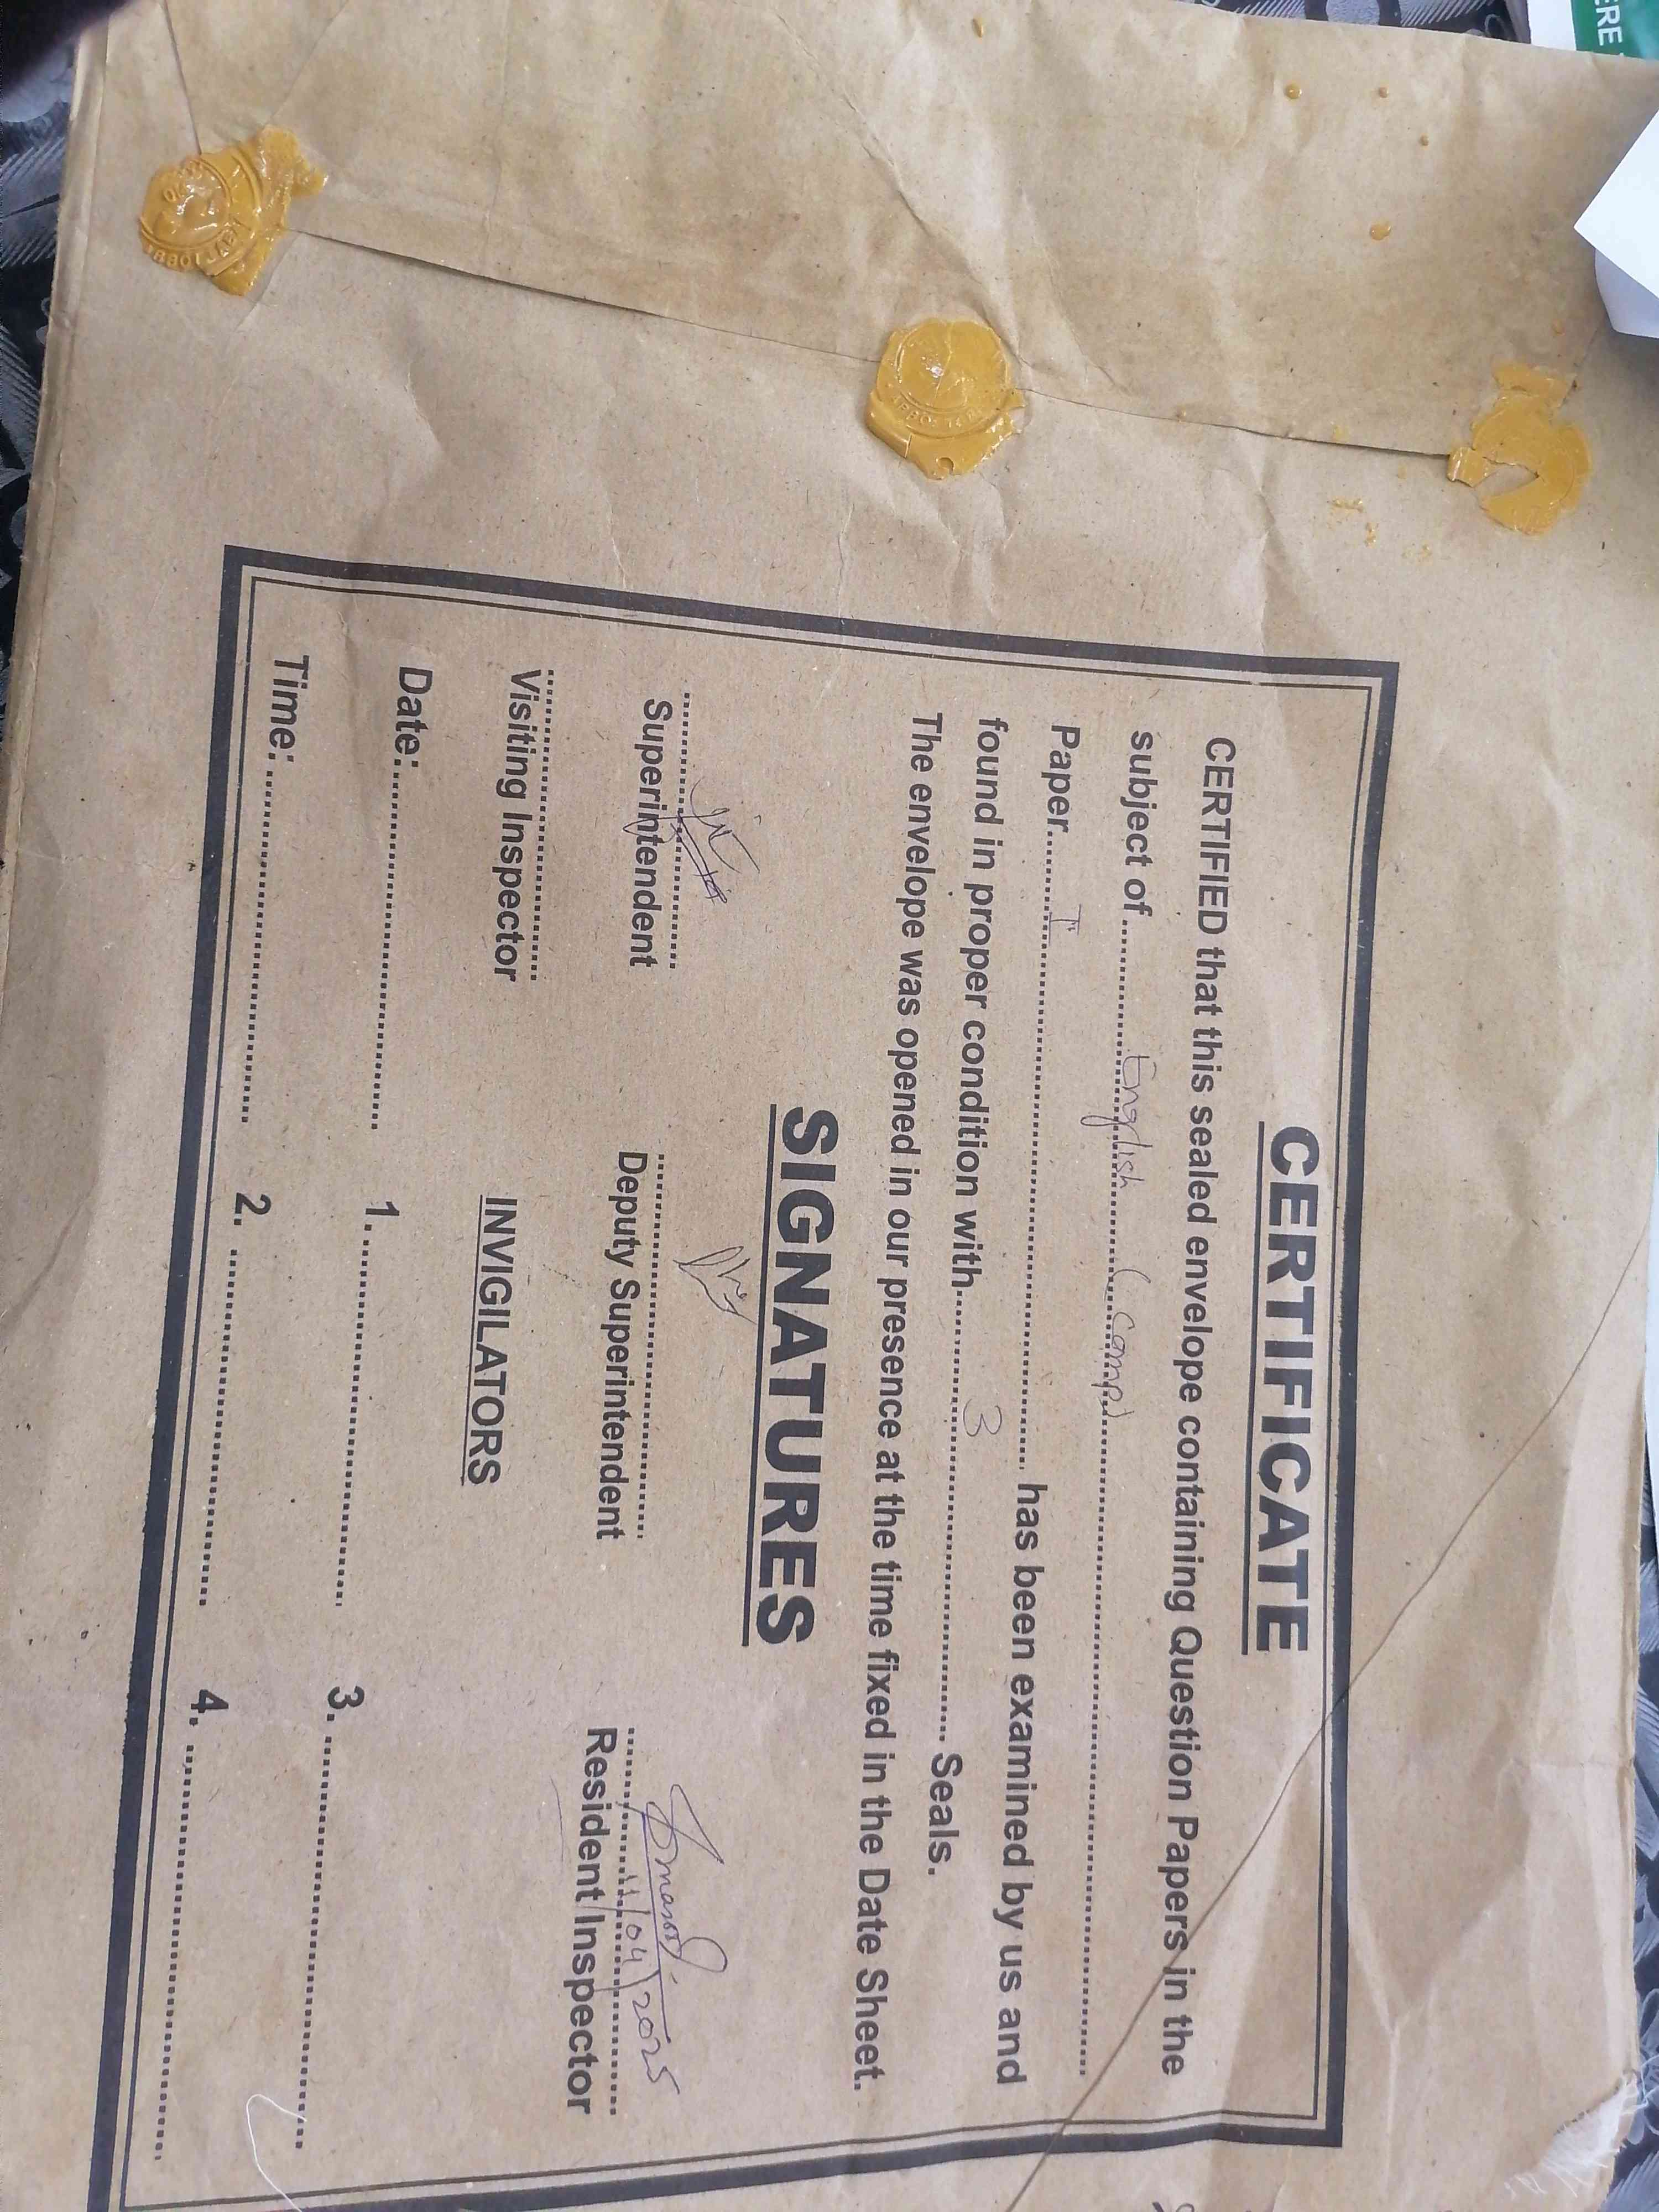 CERTIFICATE
CERTIFIED that this sealed envelope containing Question Papers in the
subject of.............English (Comp)..............................
Paper.........I.............................................. has been examined by us and
found in proper condition with..............3........................... Seals.
The envelope was opened in our presence at the time fixed in the Date Sheet.
SIGNATURES
11/04/2025
Superintendent Deputy Superintendent Resident Inspector
Visiting Inspector INVIGILATORS
Date:........................................ 1......................................... 3..............................................
Time:........................................ 2. ........................................ 4. .............................................
ERE